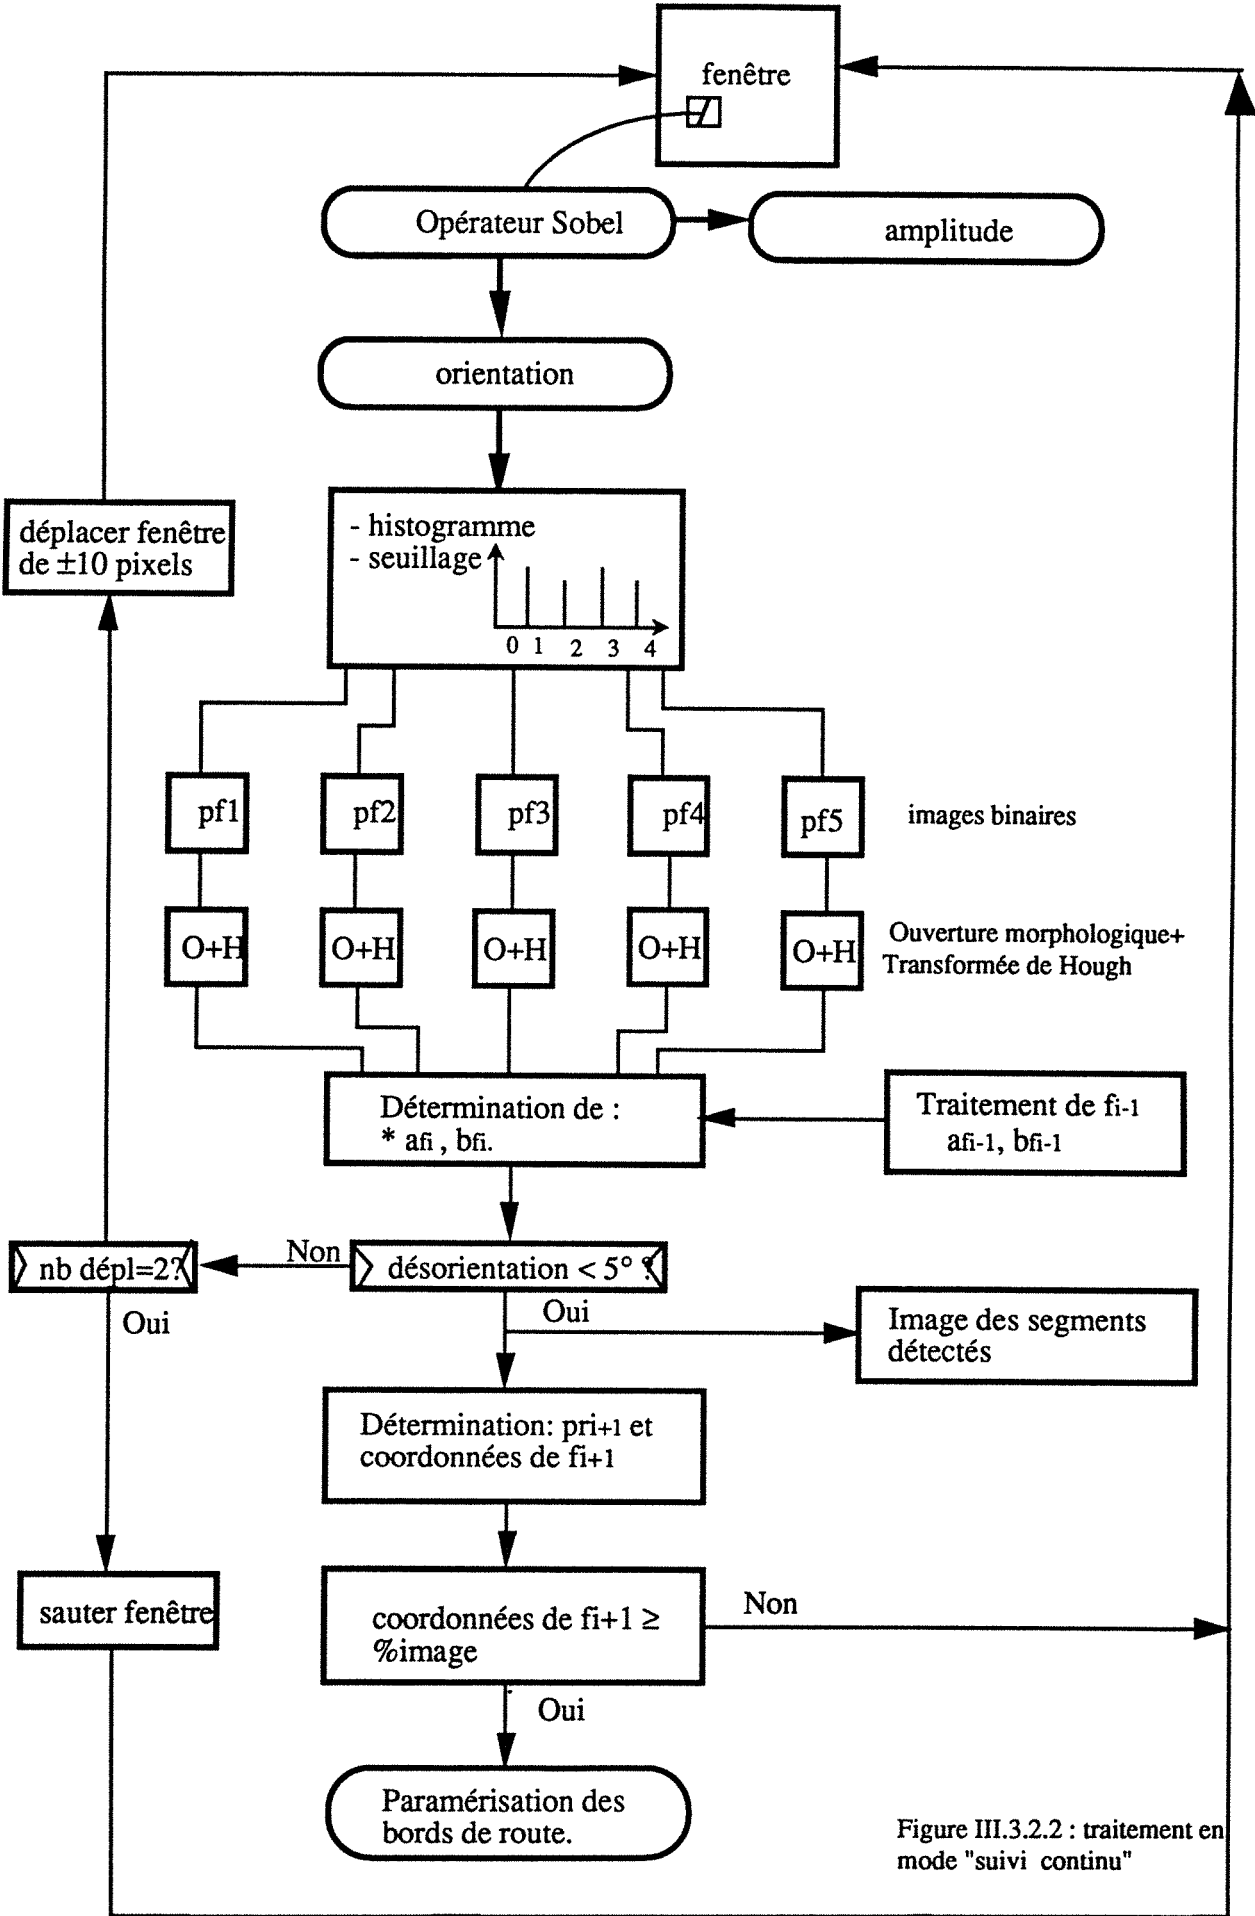 fenêtre
Opérateur Sobel
amplitude
orientation
déplacer fenêtre
de ±10 pixels
- histogramme
- seuillage
0 1 2 3 4
pf1
pf2
pf3
pf4
pf5
images binaires
O+H
O+H
O+H
O+H
O+H
Ouverture morphologique+
Transformée de Hough
Détermination de :
* afi , bfi.
Traitement de fi-1
afi-1, bfi-1
nb dépl=2?
Non
désorientation < 5° ?
Oui
Oui
Image des segments
détectés
Détermination: pri+1 et
coordonnées de fi+1
sauter fenêtre
coordonnées de fi+1 ≥
%image
Non
Oui
Paramérisation des
bords de route.
Figure III.3.2.2 : traitement en
mode "suivi continu"